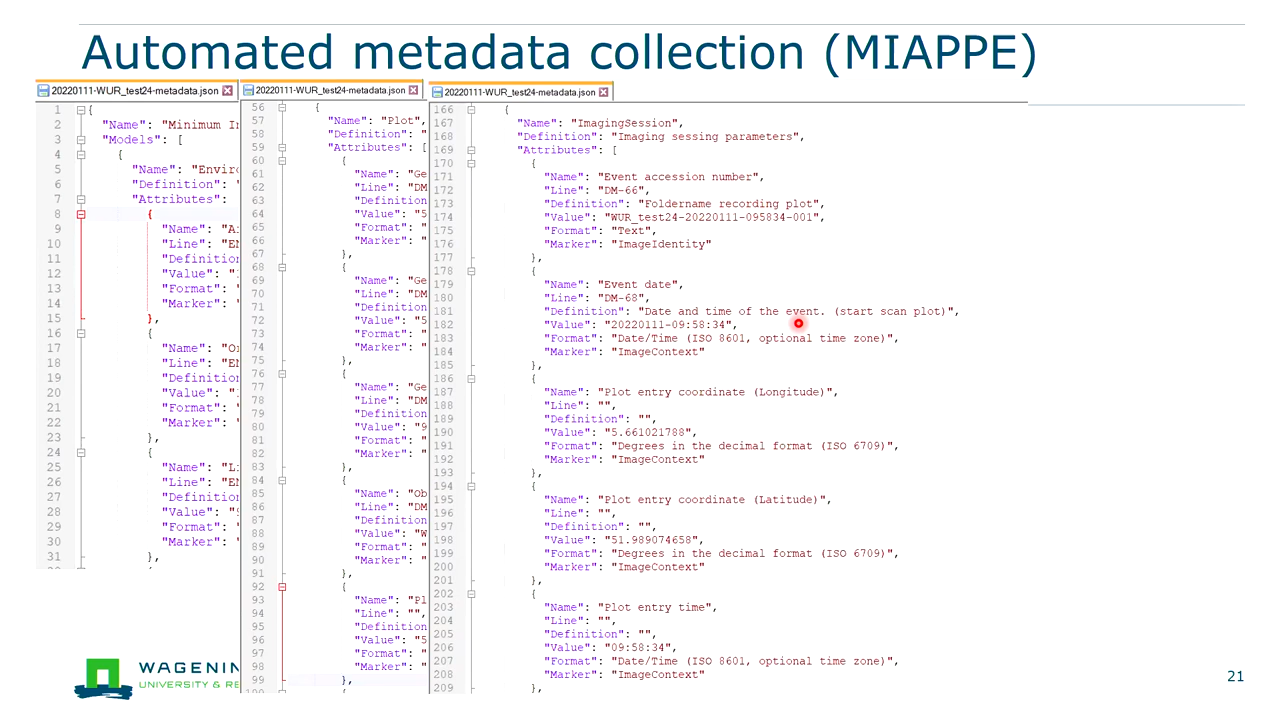 Automated metadata collection (MIAPPE)
20220111-WUR_test24-metadata.json
1 {
2 "Name": "Minimum
3 "Models": [
4 {
5 "Name":
6 "Definition": "
7 "Attributes":
8 {
9 "Name":
10 "Line":
11 "Definition
12 "Value": "
13 "Format": "
14 "Marker": "
15 },
16 {
17 "Name":
18 "Line":
19 "Definition
20 "Value": "
21 "Format": "
22 "Marker": "
23 },
24 {
25 "Name":
26 "Line":
27 "Definition
28 "Value":
29 "Format": "
30 "Marker": "
31 },
20220111-WUR_test24-metadata.json
56 {
57 "Name": "Plot",
58 "Definition": "
59 "Attributes": [
60 {
61 "Name": "Ge
62 "Line": "DM
63 "Definition
64 "Value": "5
65 "Format": "
66 "Marker": "
67 },
68 {
69 "Name": "Ge
70 "Line": "DM
71 "Definition
72 "Value": "5
73 "Format": "
74 "Marker": "
75 },
76 {
77 "Name": "Ge
78 "Line": "DM
79 "Definition
80 "Value": "9
81 "Format": "
82 "Marker": "
83 },
84 {
85 "Name": "Ob
86 "Line": "DM
87 "Definition
88 "Value": "W
89 "Format": "
90 "Marker": "
91 },
92 {
93 "Name": "Pl
94 "Line": "",
95 "Definition
96 "Value": "5
97 "Format": "
98 "Marker": "
99 },
20220111-WUR_test24-metadata.json
166 {
167 "Name": "ImagingSession",
168 "Definition": "Imaging sessing parameters",
169 "Attributes": [
170 {
171 "Name": "Event accession number",
172 "Line": "DM-66",
173 "Definition": "Foldername recording plot",
174 "Value": "WUR_test24-20220111-095834-001",
175 "Format": "Text",
176 "Marker": "ImageIdentity"
177 },
178 {
179 "Name": "Event date",
180 "Line": "DM-68",
181 "Definition": "Date and time of the event. (start scan plot)",
182 "Value": "20220111-09:58:34",
183 "Format": "Date/Time (ISO 8601, optional time zone)",
184 "Marker": "ImageContext"
185 },
186 {
187 "Name": "Plot entry coordinate (Longitude)",
188 "Line": "",
189 "Definition": "",
190 "Value": "5.661021788",
191 "Format": "Degrees in the decimal format (ISO 6709)",
192 "Marker": "ImageContext"
193 },
194 {
195 "Name": "Plot entry coordinate (Latitude)",
196 "Line": "",
197 "Definition": "",
198 "Value": "51.989074658",
199 "Format": "Degrees in the decimal format (ISO 6709)",
200 "Marker": "ImageContext"
201 },
202 {
203 "Name": "Plot entry time",
204 "Line": "",
205 "Definition": "",
206 "Value": "09:58:34",
207 "Format": "Date/Time (ISO 8601, optional time zone)",
208 "Marker": "ImageContext"
209 },
WAGENIN
UNIVERSITY & RE
21